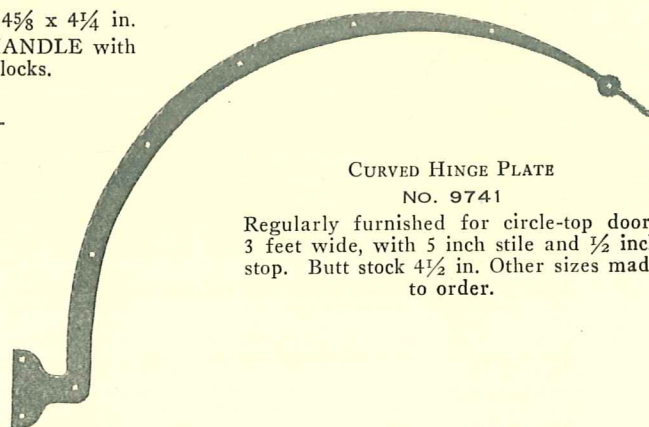 4⅝ x 4¼ in.
ANDLE with
locks.
CURVED HINGE PLATE
NO. 9741
Regularly furnished for circle-top door
3 feet wide, with 5 inch stile and ½ inc
stop. Butt stock 4½ in. Other sizes mad
to order.